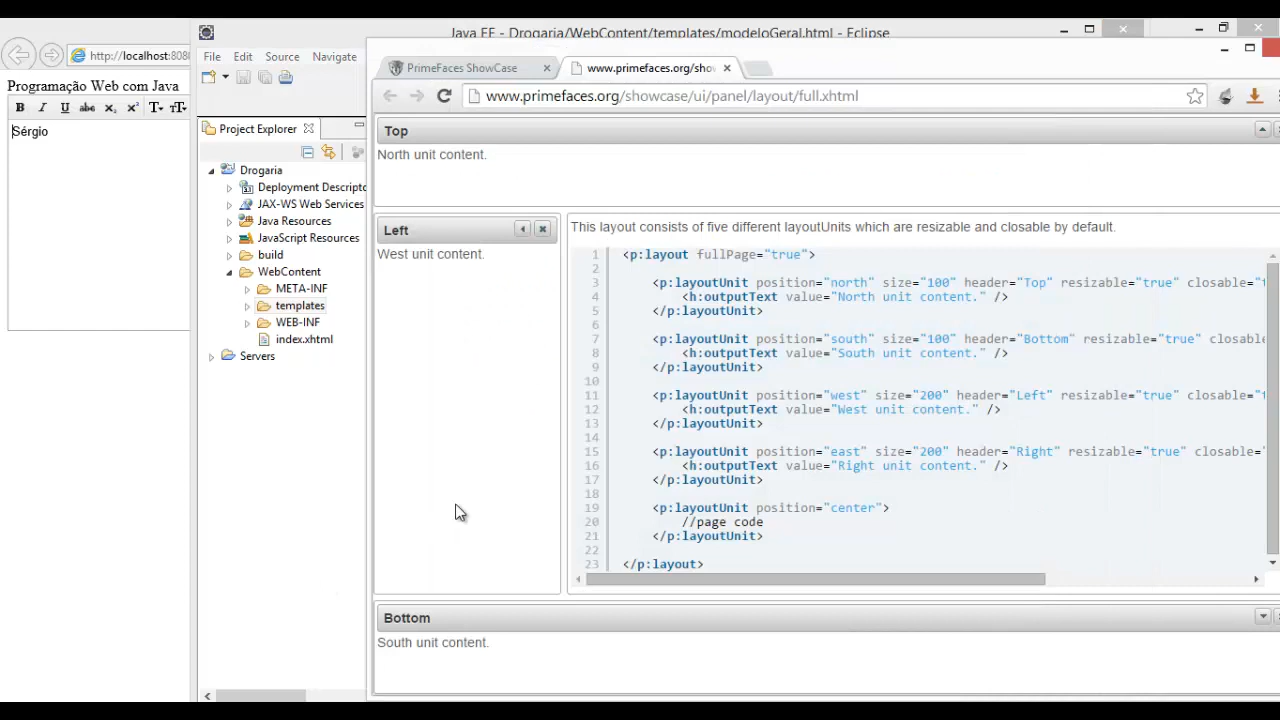 Java EE - Drogaria/WebContent/templates/modeloGeral.html - Eclipse
http://localhost:808
Programação Web com Java
B I U abc X₂ X² T T
Sérgio
File Edit Source Navigate
Project Explorer
Drogaria
Deployment Descripto
JAX-WS Web Services
Java Resources
JavaScript Resources
build
WebContent
META-INF
templates
WEB-INF
index.xhtml
Servers
PrimeFaces ShowCase
www.primefaces.org/shov
www.primefaces.org/showcase/ui/panel/layout/full.xhtml
Top
North unit content.
Left
West unit content.
This layout consists of five different layoutUnits which are resizable and closable by default.
1 <p:layout fullPage="true">
2
3 <p:layoutUnit position="north" size="100" header="Top" resizable="true" closable="t
4 <h:outputText value="North unit content." />
5 </p:layoutUnit>
6
7 <p:layoutUnit position="south" size="100" header="Bottom" resizable="true" closable
8 <h:outputText value="South unit content." />
9 </p:layoutUnit>
10
11 <p:layoutUnit position="west" size="200" header="Left" resizable="true" closable="t
12 <h:outputText value="West unit content." />
13 </p:layoutUnit>
14
15 <p:layoutUnit position="east" size="200" header="Right" resizable="true" closable="
16 <h:outputText value="Right unit content." />
17 </p:layoutUnit>
18
19 <p:layoutUnit position="center">
20 //page code
21 </p:layoutUnit>
22
23 </p:layout>
Bottom
South unit content.